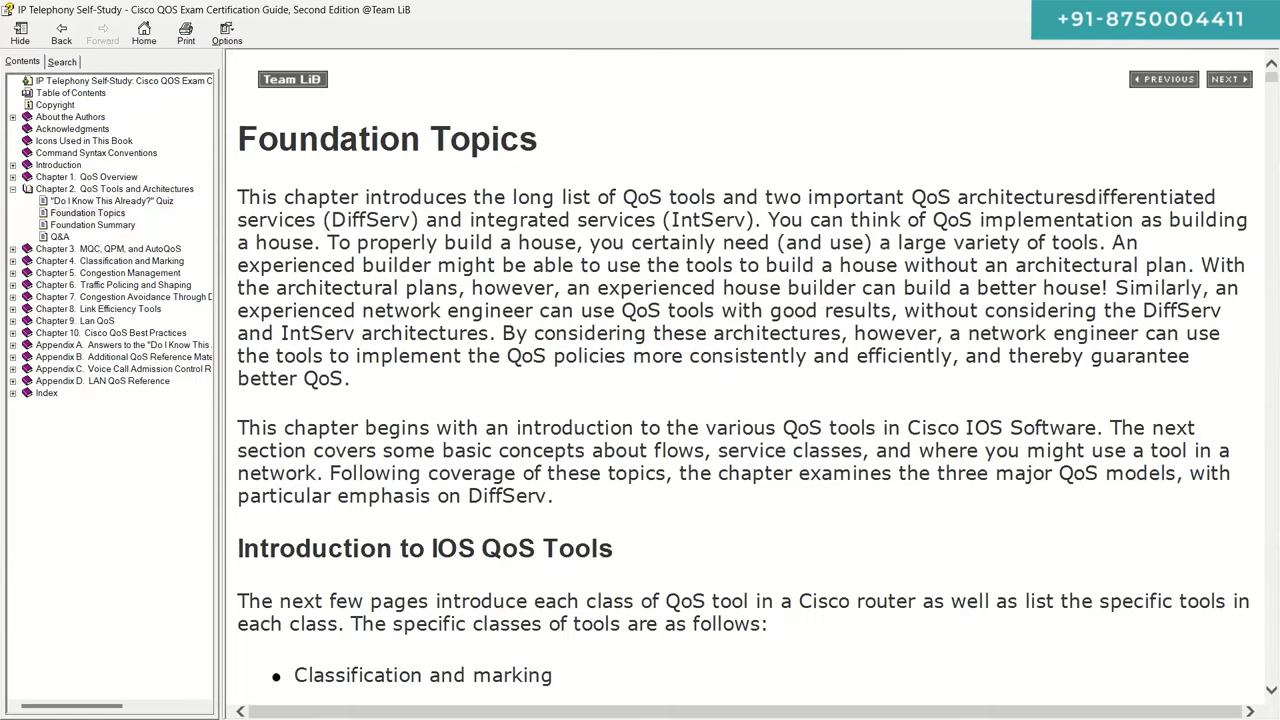 IP Telephony Self-Study - Cisco QOS Exam Certification Guide, Second Edition @Team LiB
+91-8750004411
Hide
Back
Forward
Home
Print
Options
Contents
Search
IP Telephony Self-Study: Cisco QOS Exam C
Table of Contents
Copyright
About the Authors
Acknowledgments
Icons Used in This Book
Command Syntax Conventions
Introduction
Chapter 1. QoS Overview
Chapter 2. QoS Tools and Architectures
"Do I Know This Already?" Quiz
Foundation Topics
Foundation Summary
Q&A
Chapter 3. MQC, QPM, and AutoQoS
Chapter 4. Classification and Marking
Chapter 5. Congestion Management
Chapter 6. Traffic Policing and Shaping
Chapter 7. Congestion Avoidance Through D
Chapter 8. Link Efficiency Tools
Chapter 9. Lan QoS
Chapter 10. Cisco QoS Best Practices
Appendix A. Answers to the "Do I Know This
Appendix B. Additional QoS Reference Mate
Appendix C. Voice Call Admission Control R
Appendix D. LAN QoS Reference
Index
Team LiB
PREVIOUS
NEXT
Foundation Topics
This chapter introduces the long list of QoS tools and two important QoS architecturesdifferentiated
services (DiffServ) and integrated services (IntServ). You can think of QoS implementation as building
a house. To properly build a house, you certainly need (and use) a large variety of tools. An
experienced builder might be able to use the tools to build a house without an architectural plan. With
the architectural plans, however, an experienced house builder can build a better house! Similarly, an
experienced network engineer can use QoS tools with good results, without considering the DiffServ
and IntServ architectures. By considering these architectures, however, a network engineer can use
the tools to implement the QoS policies more consistently and efficiently, and thereby guarantee
better QoS.
This chapter begins with an introduction to the various QoS tools in Cisco IOS Software. The next
section covers some basic concepts about flows, service classes, and where you might use a tool in a
network. Following coverage of these topics, the chapter examines the three major QoS models, with
particular emphasis on DiffServ.
Introduction to IOS QoS Tools
The next few pages introduce each class of QoS tool in a Cisco router as well as list the specific tools in
each class. The specific classes of tools are as follows:
• Classification and marking